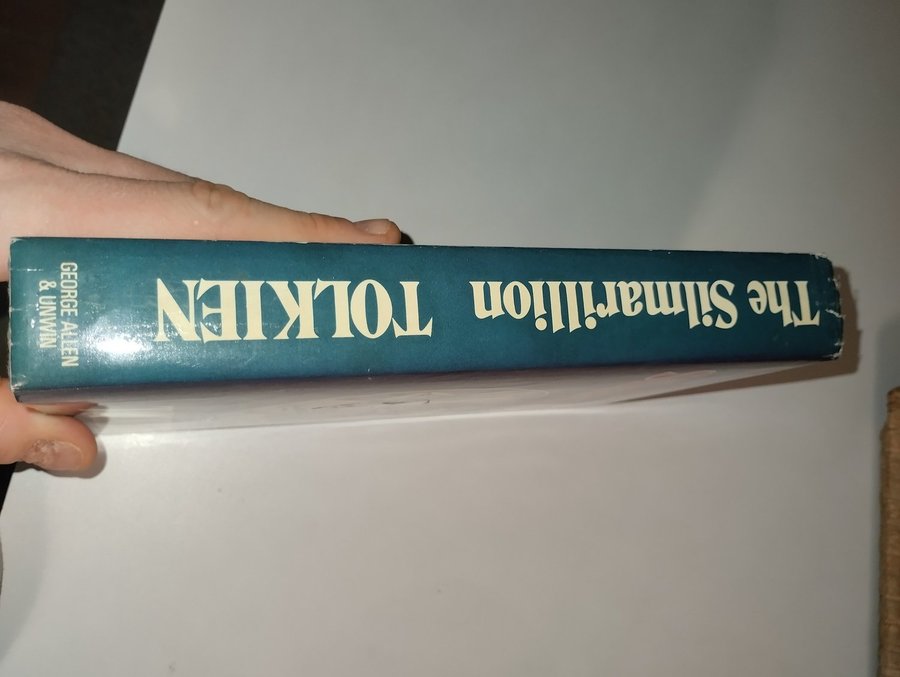 The Silmarillion
TOLKIEN
GEORGE ALLEN
& UNWIN